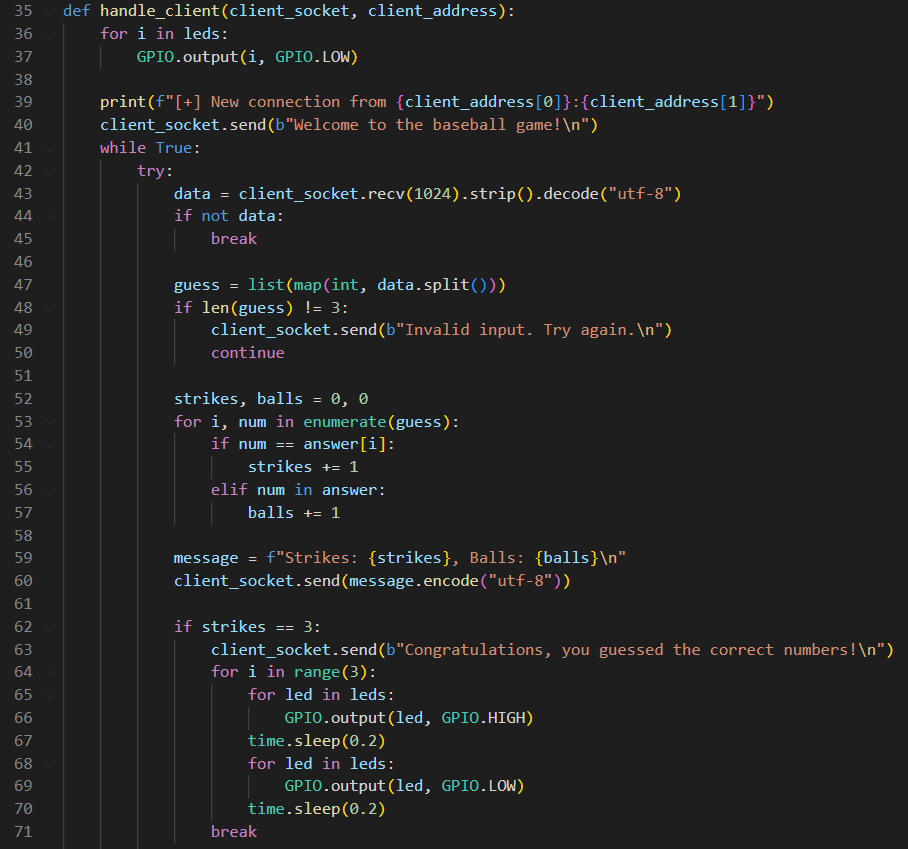 35 def handle_client(client_socket, client_address):
36     for i in leds:
37         GPIO.output(i, GPIO.LOW)
38
39     print(f"[+] New connection from {client_address[0]}:{client_address[1]}")
40     client_socket.send(b"Welcome to the baseball game!\n")
41     while True:
42         try:
43             data = client_socket.recv(1024).strip().decode("utf-8")
44             if not data:
45                 break
46
47             guess = list(map(int, data.split()))
48             if len(guess) != 3:
49                 client_socket.send(b"Invalid input. Try again.\n")
50                 continue
51
52             strikes, balls = 0, 0
53             for i, num in enumerate(guess):
54                 if num == answer[i]:
55                     strikes += 1
56                 elif num in answer:
57                     balls += 1
58
59             message = f"Strikes: {strikes}, Balls: {balls}\n"
60             client_socket.send(message.encode("utf-8"))
61
62             if strikes == 3:
63                 client_socket.send(b"Congratulations, you guessed the correct numbers!\n")
64                 for i in range(3):
65                     for led in leds:
66                         GPIO.output(led, GPIO.HIGH)
67                     time.sleep(0.2)
68                     for led in leds:
69                         GPIO.output(led, GPIO.LOW)
70                     time.sleep(0.2)
71                 break